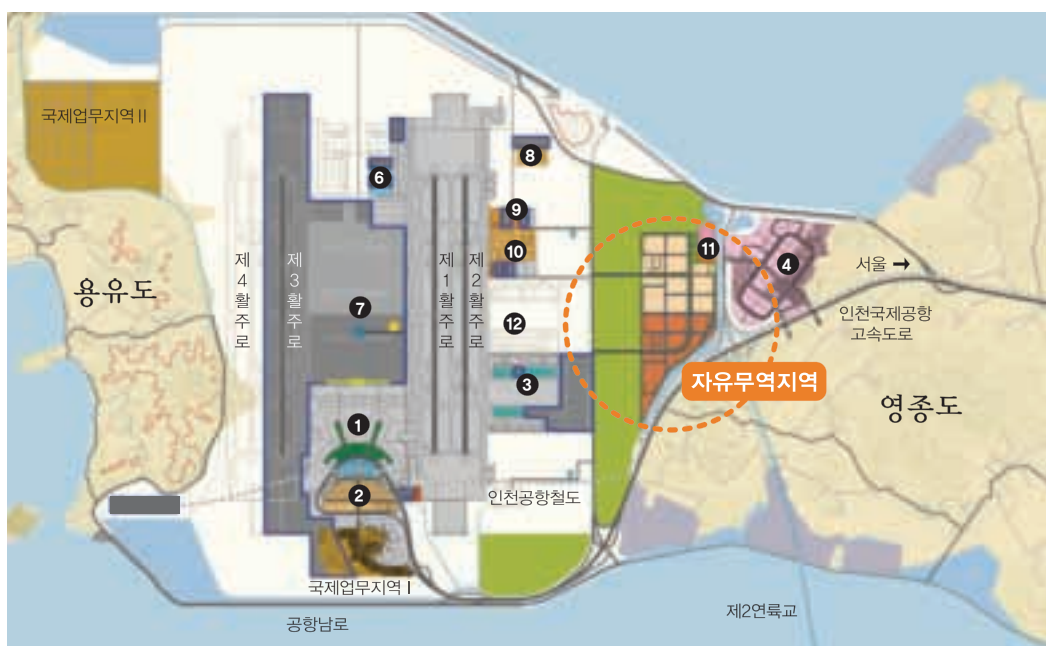 국제업무지역Ⅱ
용유도
제4활주로
제3활주로
제1활주로
제2활주로
6
7
1
2
8
9
10
12
3
11
4
서울 →
인천국제공항
고속도로
자유무역지역
영종도
인천공항철도
국제업무지역Ⅰ
공항남로
제2연륙교